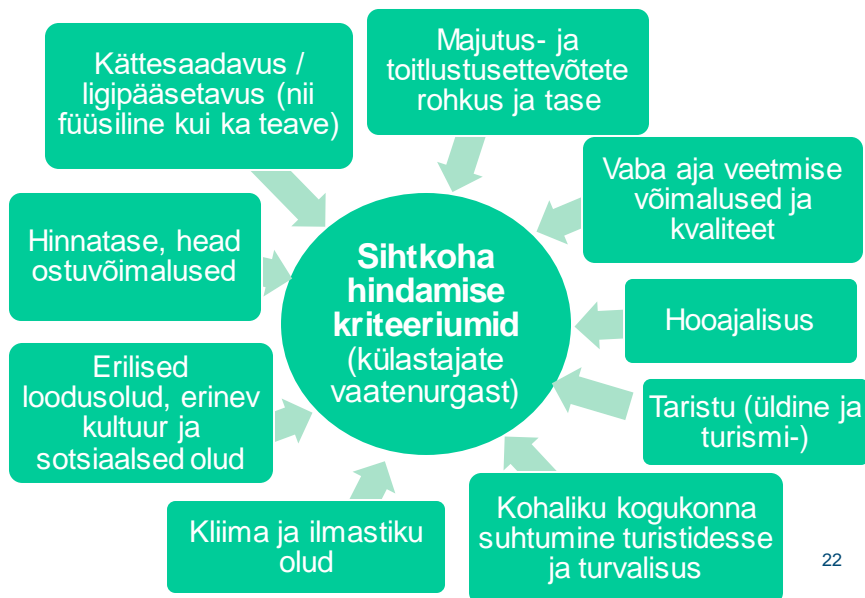 Kättesaadavus /
ligipääsetavus (nii
füüsiline kui ka teave)
Majutus- ja
toitlustusettevõtete
rohkus ja tase
Vaba aja veetmise
võimalused ja
kvaliteet
Hinnatase, head
ostuvõimalused
Sihtkoha
hindamise
kriteeriumid
(külastajate
vaatenurgast)
Hooajalisus
Erilised
loodusolud, erinev
kultuur ja
sotsiaalsed olud
Taristu (üldine ja
turismi-)
Kliima ja ilmastiku
olud
Kohaliku kogukonna
suhtumine turistidesse
ja turvalisus
22